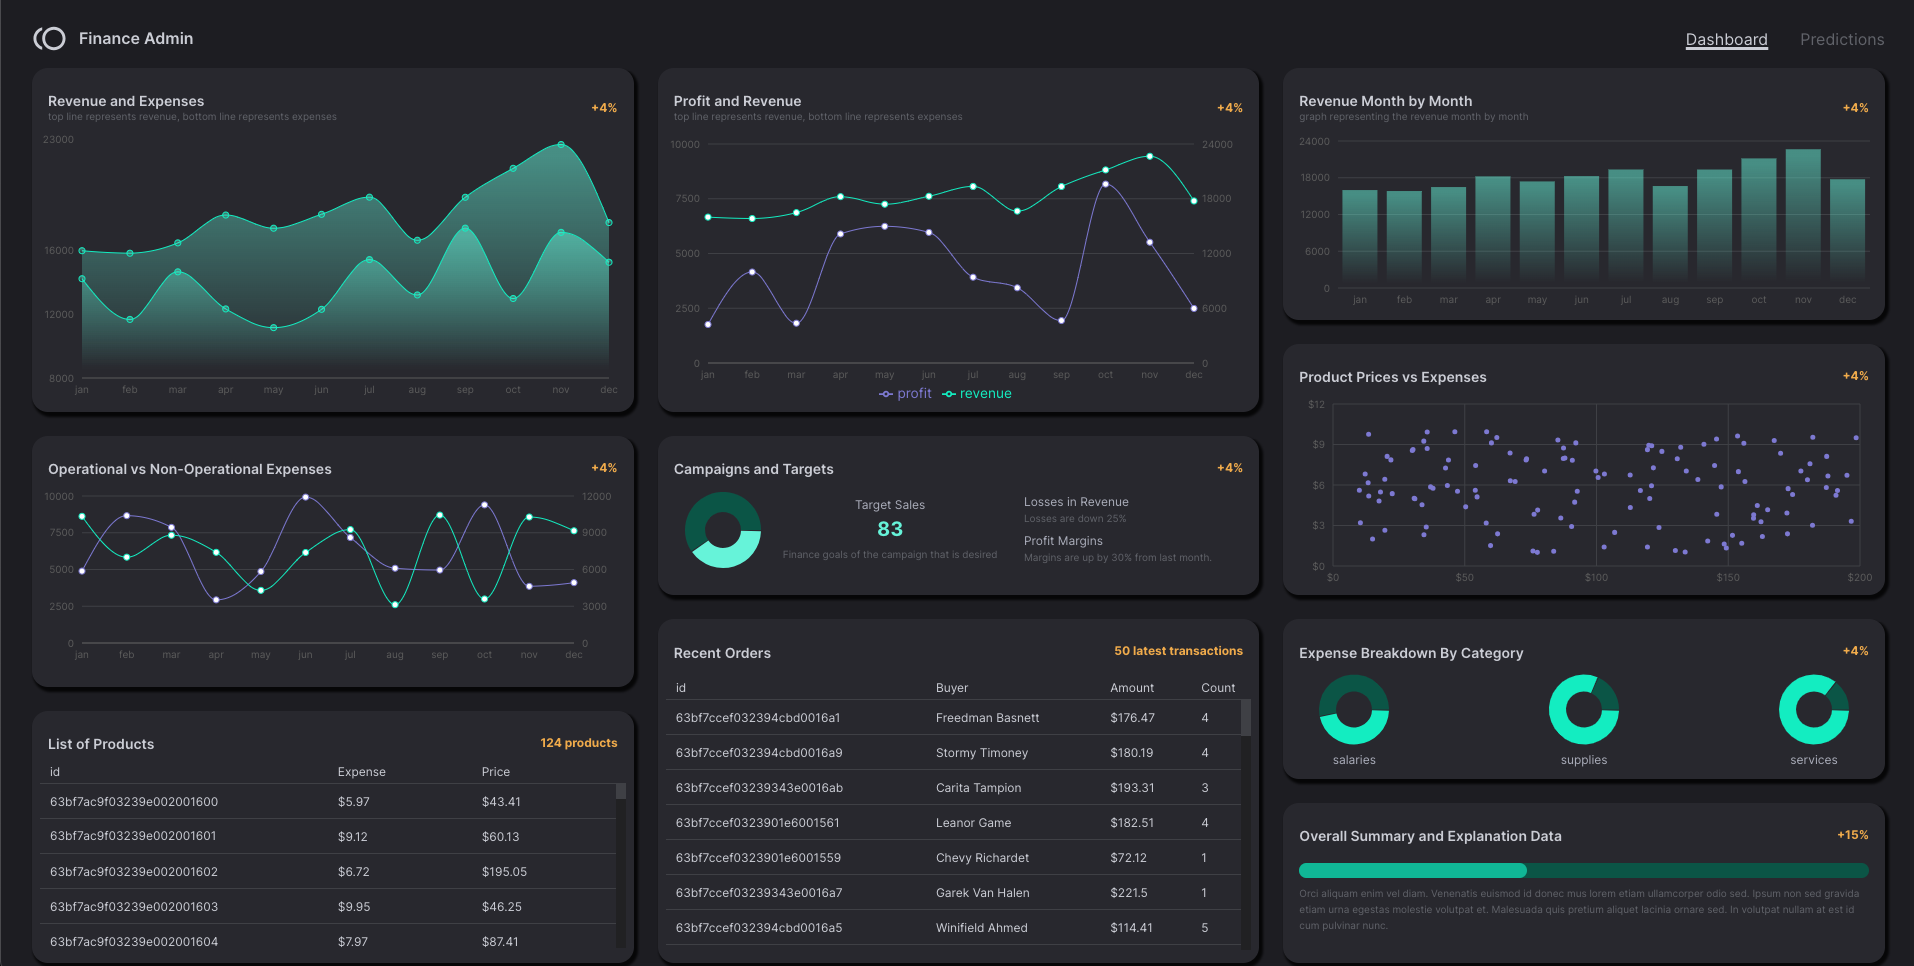 Finance Admin
Dashboard
Predictions
Revenue and Expenses
+4%
top line represents revenue, bottom line represents expenses
23000
16000
12000
8000
jan feb mar apr may jun jul aug sep oct nov dec
Profit and Revenue
+4%
top line represents revenue, bottom line represents expenses
10000 24000
7500 18000
5000 12000
2500 6000
0 0
jan feb mar apr may jun jul aug sep oct nov dec
profit revenue
Revenue Month by Month
+4%
graph representing the revenue month by month
24000
18000
12000
6000
0
jan feb mar apr may jun jul aug sep oct nov dec
Operational vs Non-Operational Expenses
+4%
10000 12000
7500 9000
5000 6000
2500 3000
0 0
jan feb mar apr may jun jul aug sep oct nov dec
Campaigns and Targets
+4%
Target Sales
83
Finance goals of the campaign that is desired
Losses in Revenue
Losses are down 25%
Profit Margins
Margins are up by 30% from last month.
Product Prices vs Expenses
+4%
$12
$9
$6
$3
$0
$0 $50 $100 $150 $200
List of Products
124 products
id Expense Price
63bf7ac9f03239e002001600 $5.97 $43.41
63bf7ac9f03239e002001601 $9.12 $60.13
63bf7ac9f03239e002001602 $6.72 $195.05
63bf7ac9f03239e002001603 $9.95 $46.25
63bf7ac9f03239e002001604 $7.97 $87.41
Recent Orders
50 latest transactions
id Buyer Amount Count
63bf7ccef032394cbd0016a1 Freedman Basnett $176.47 4
63bf7ccef032394cbd0016a9 Stormy Timoney $180.19 4
63bf7ccef03239343e0016ab Carita Tampion $193.31 3
63bf7ccef0323901e6001561 Leanor Game $182.51 4
63bf7ccef0323901e6001559 Chevy Richardet $72.12 1
63bf7ccef03239343e0016a7 Garek Van Halen $221.5 1
63bf7ccef032394cbd0016a5 Winifield Ahmed $114.41 5
Expense Breakdown By Category
+4%
salaries supplies services
Overall Summary and Explanation Data
+15%
Orci aliquam enim vel diam. Venenatis euismod id donec mus lorem etiam ullamcorper odio sed. Ipsum non sed gravida
etiam urna egestas molestie volutpat et. Malesuada quis pretium aliquet lacinia ornare sed. In volutpat nullam at est id
cum pulvinar nunc.